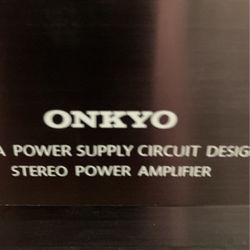 ONKYO
A POWER SUPPLY CIRCUIT DESIG
STEREO POWER AMPLIFIER